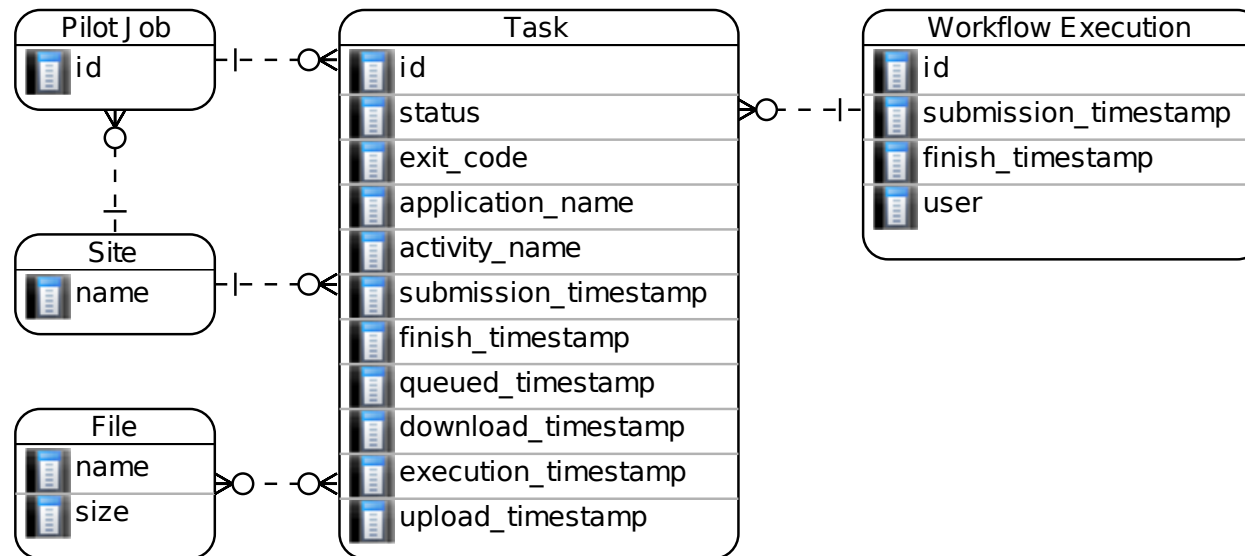 Pilot Job
id
Site
name
File
name
size
Task
id
status
exit_code
application_name
activity_name
submission_timestamp
finish_timestamp
queued_timestamp
download_timestamp
execution_timestamp
upload_timestamp
Workflow Execution
id
submission_timestamp
finish_timestamp
user